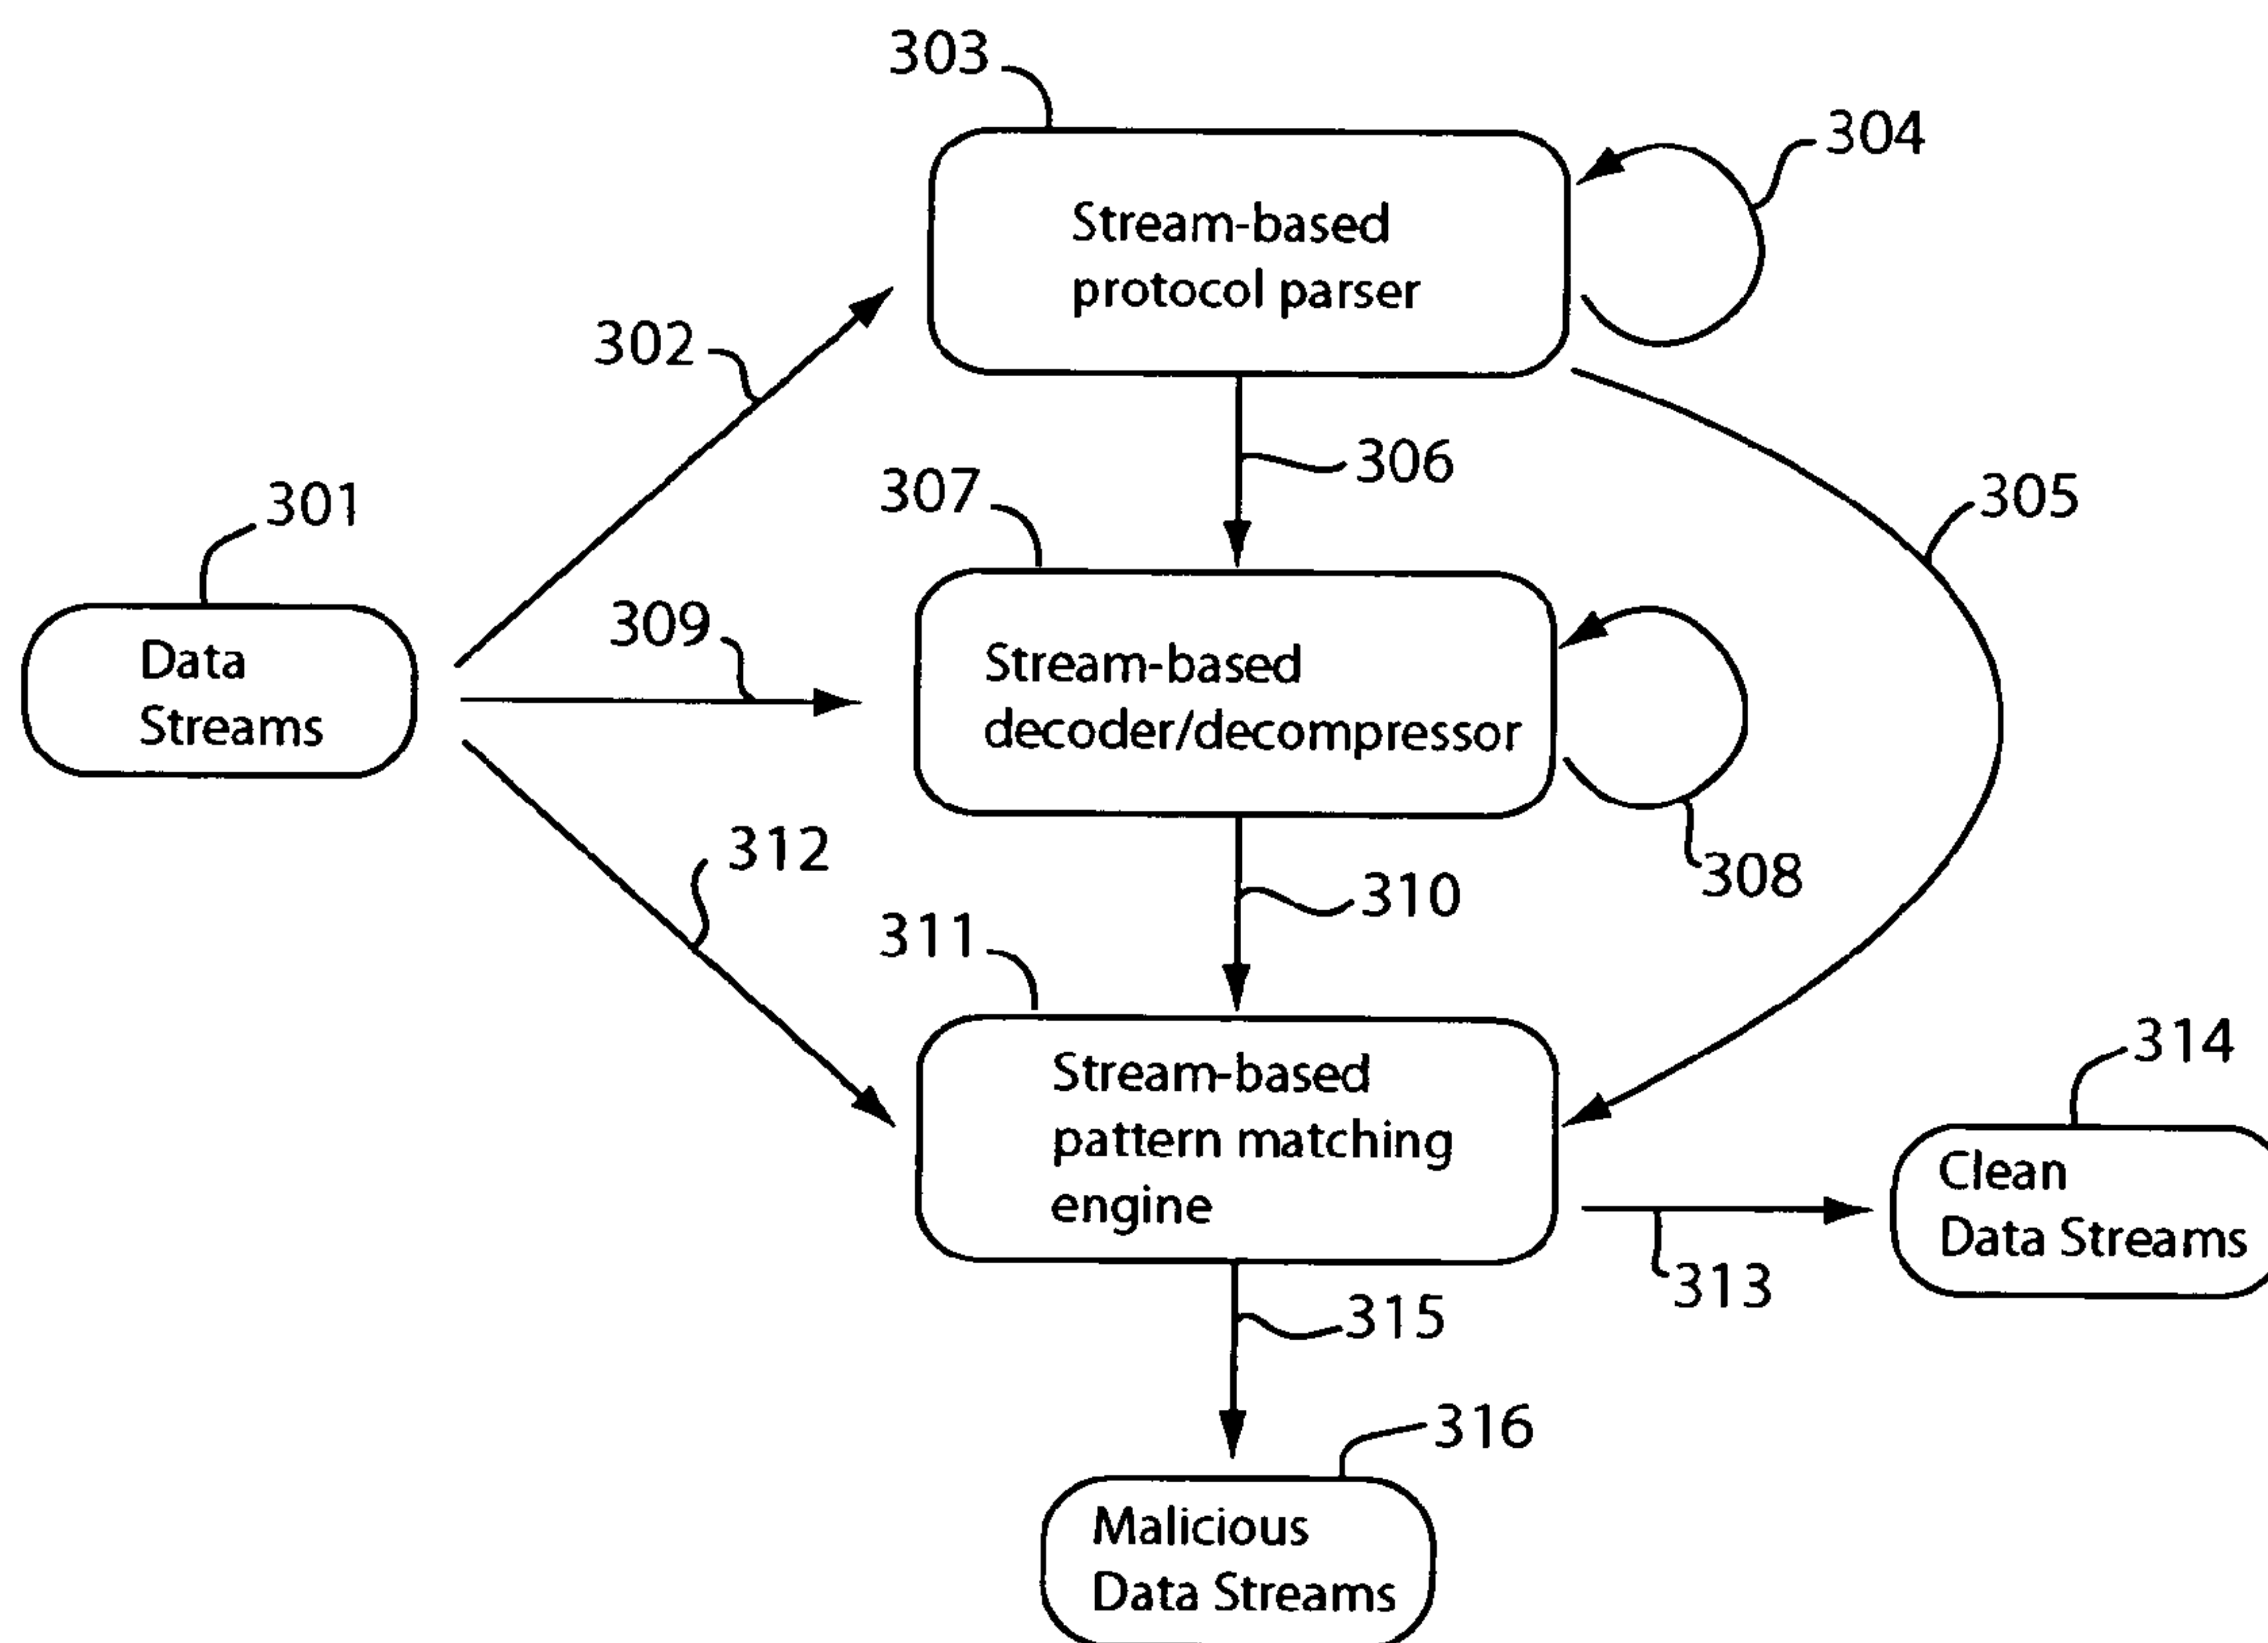 303
304
Stream-based
protocol parser
302
306
307
305
301
309
Data
Streams
Stream-based
decoder/decompressor
312
308
310
311
Stream-based
pattern matching
engine
314
Clean
Data Streams
313
315
316
Malicious
Data Streams